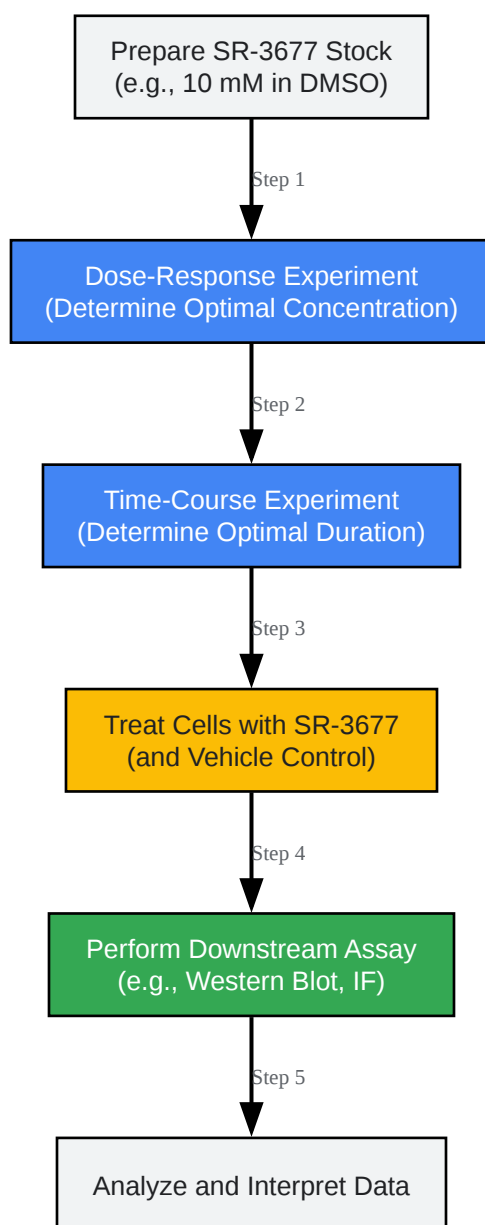 Prepare SR-3677 Stock
(e.g., 10 mM in DMSO)
Step 1
Dose-Response Experiment
(Determine Optimal Concentration)
Step 2
Time-Course Experiment
(Determine Optimal Duration)
Step 3
Treat Cells with SR-3677
(and Vehicle Control)
Step 4
Perform Downstream Assay
(e.g., Western Blot, IF)
Step 5
Analyze and Interpret Data